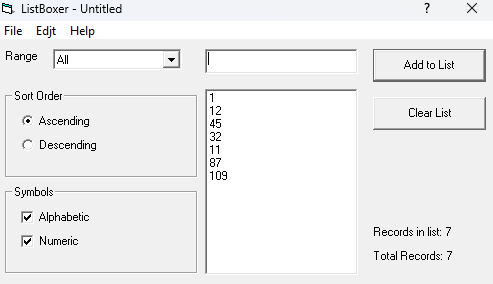 ListBoxer - Untitled ?
File Edjt Help
Range All Add to List
Sort Order
Ascending
Descending
Clear List
1
12
45
32
11
87
109
Symbols
Alphabetic
Numeric
Records in list: 7
Total Records: 7